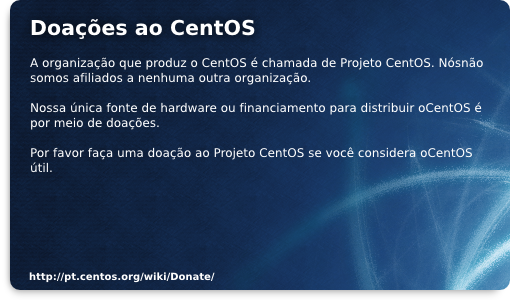 Doações ao CentOS
A organização que produz o CentOS é chamada de Projeto CentOS. Nósnão
somos afiliados a nenhuma outra organização.
Nossa única fonte de hardware ou financiamento para distribuir oCentOS é
por meio de doações.
Por favor faça uma doação ao Projeto CentOS se você considera oCentOS
útil.
http://pt.centos.org/wiki/Donate/